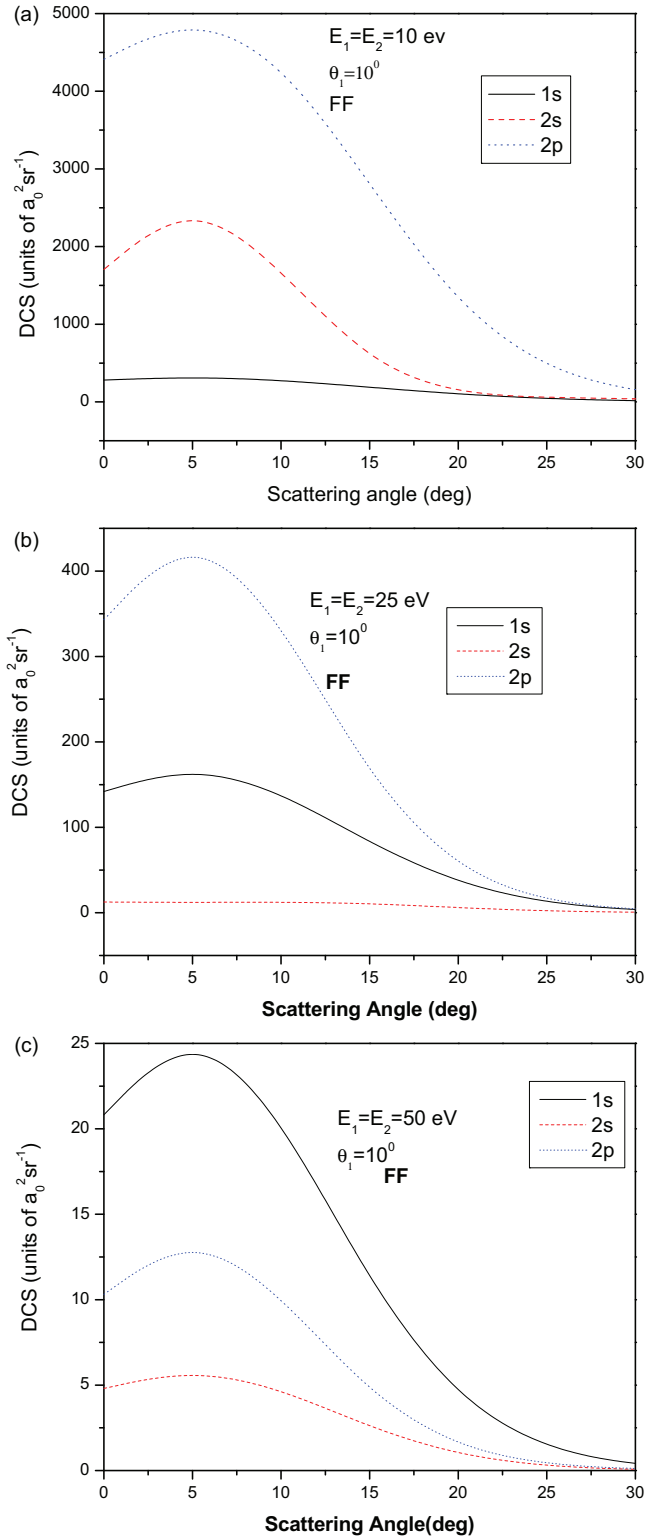 (a)
5000
4000
3000
2000
1000
0
DCS (units of a₀²sr⁻¹)
E₁=E₂=10 ev
θ₁=10⁰
FF
1s
2s
2p
0 5 10 15 20 25 30
Scattering angle (deg)
(b)
400
300
200
100
0
DCS (units of a₀²sr⁻¹)
E₁=E₂=25 eV
θ₁=10⁰
FF
1s
2s
2p
0 5 10 15 20 25 30
Scattering Angle (deg)
(c)
25
20
15
10
5
0
DCS (units of a₀²sr⁻¹)
E₁=E₂=50 eV
θ₁=10⁰
FF
1s
2s
2p
0 5 10 15 20 25 30
Scattering Angle(deg)